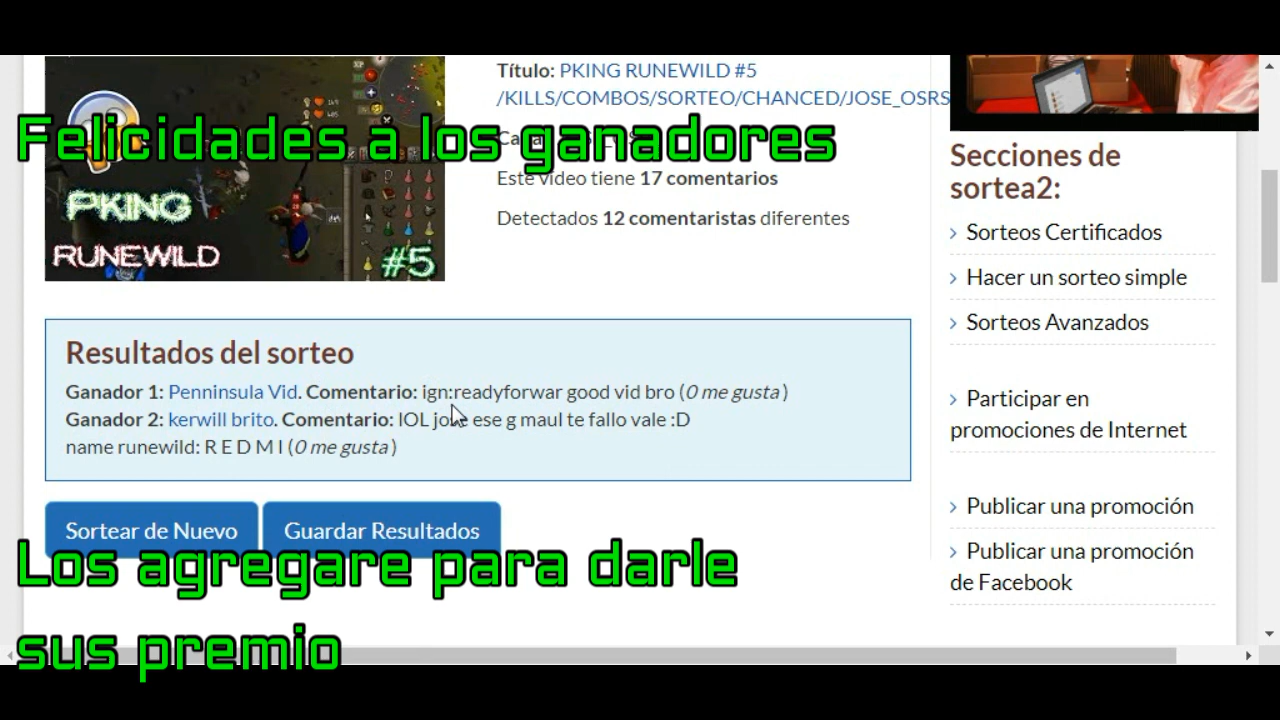 Título: PKING RUNEWILD #5
/KILLS/COMBOS/SORTEO/CHANCED/JOSE_OSRS
Felicidades a los ganadores
Este video tiene 17 comentarios
Detectados 12 comentaristas diferentes
PKING
RUNEWILD
#5
Resultados del sorteo
Ganador 1: Penninsula Vid. Comentario: ign:readyforwar good vid bro (0 me gusta )
Ganador 2: kerwill brito. Comentario: lOL jose ese g maul te fallo vale :D
name runewild: R E D M I (0 me gusta )
Sortear de Nuevo
Guardar Resultados
Los agregare para darle
sus premio
Secciones de
sortea2:
Sorteos Certificados
Hacer un sorteo simple
Sorteos Avanzados
Participar en
promociones de Internet
Publicar una promoción
Publicar una promoción
de Facebook